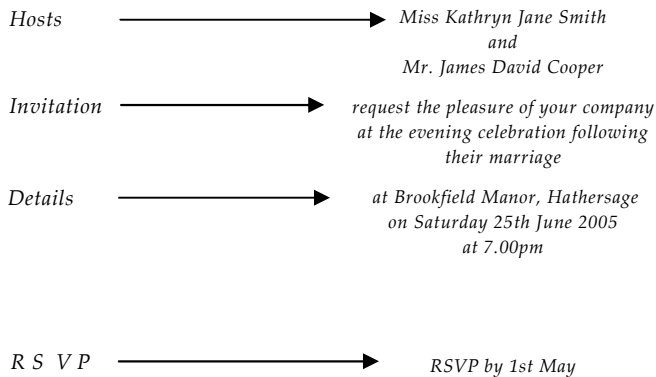 Hosts
Miss Kathryn Jane Smith
and
Mr. James David Cooper
Invitation
request the pleasure of your company
at the evening celebration following
their marriage
Details
at Brookfield Manor, Hathersage
on Saturday 25th June 2005
at 7.00pm
R S V P
RSVP by 1st May